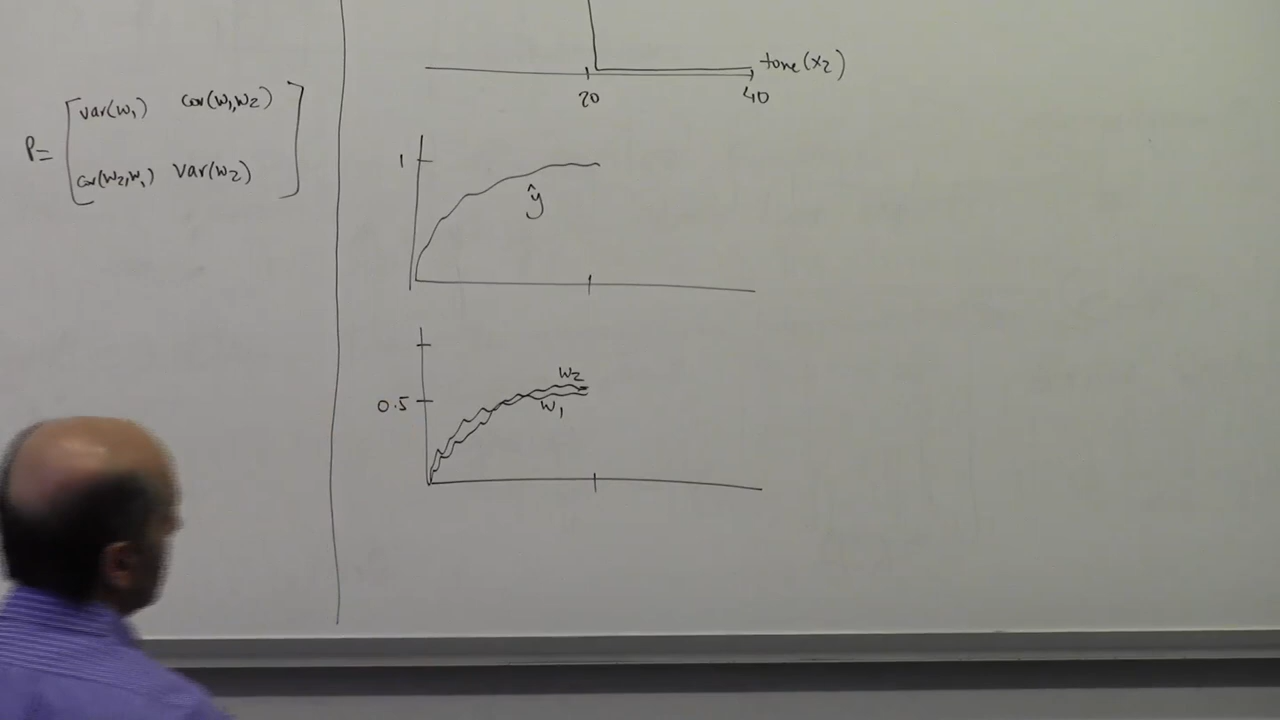 P= [var(w₁) cov(w₁,w₂)
cov(w₂,w₁) var(w₂)]
tone(x₂)
20 40
1
ŷ
w₂
0.5
w₁